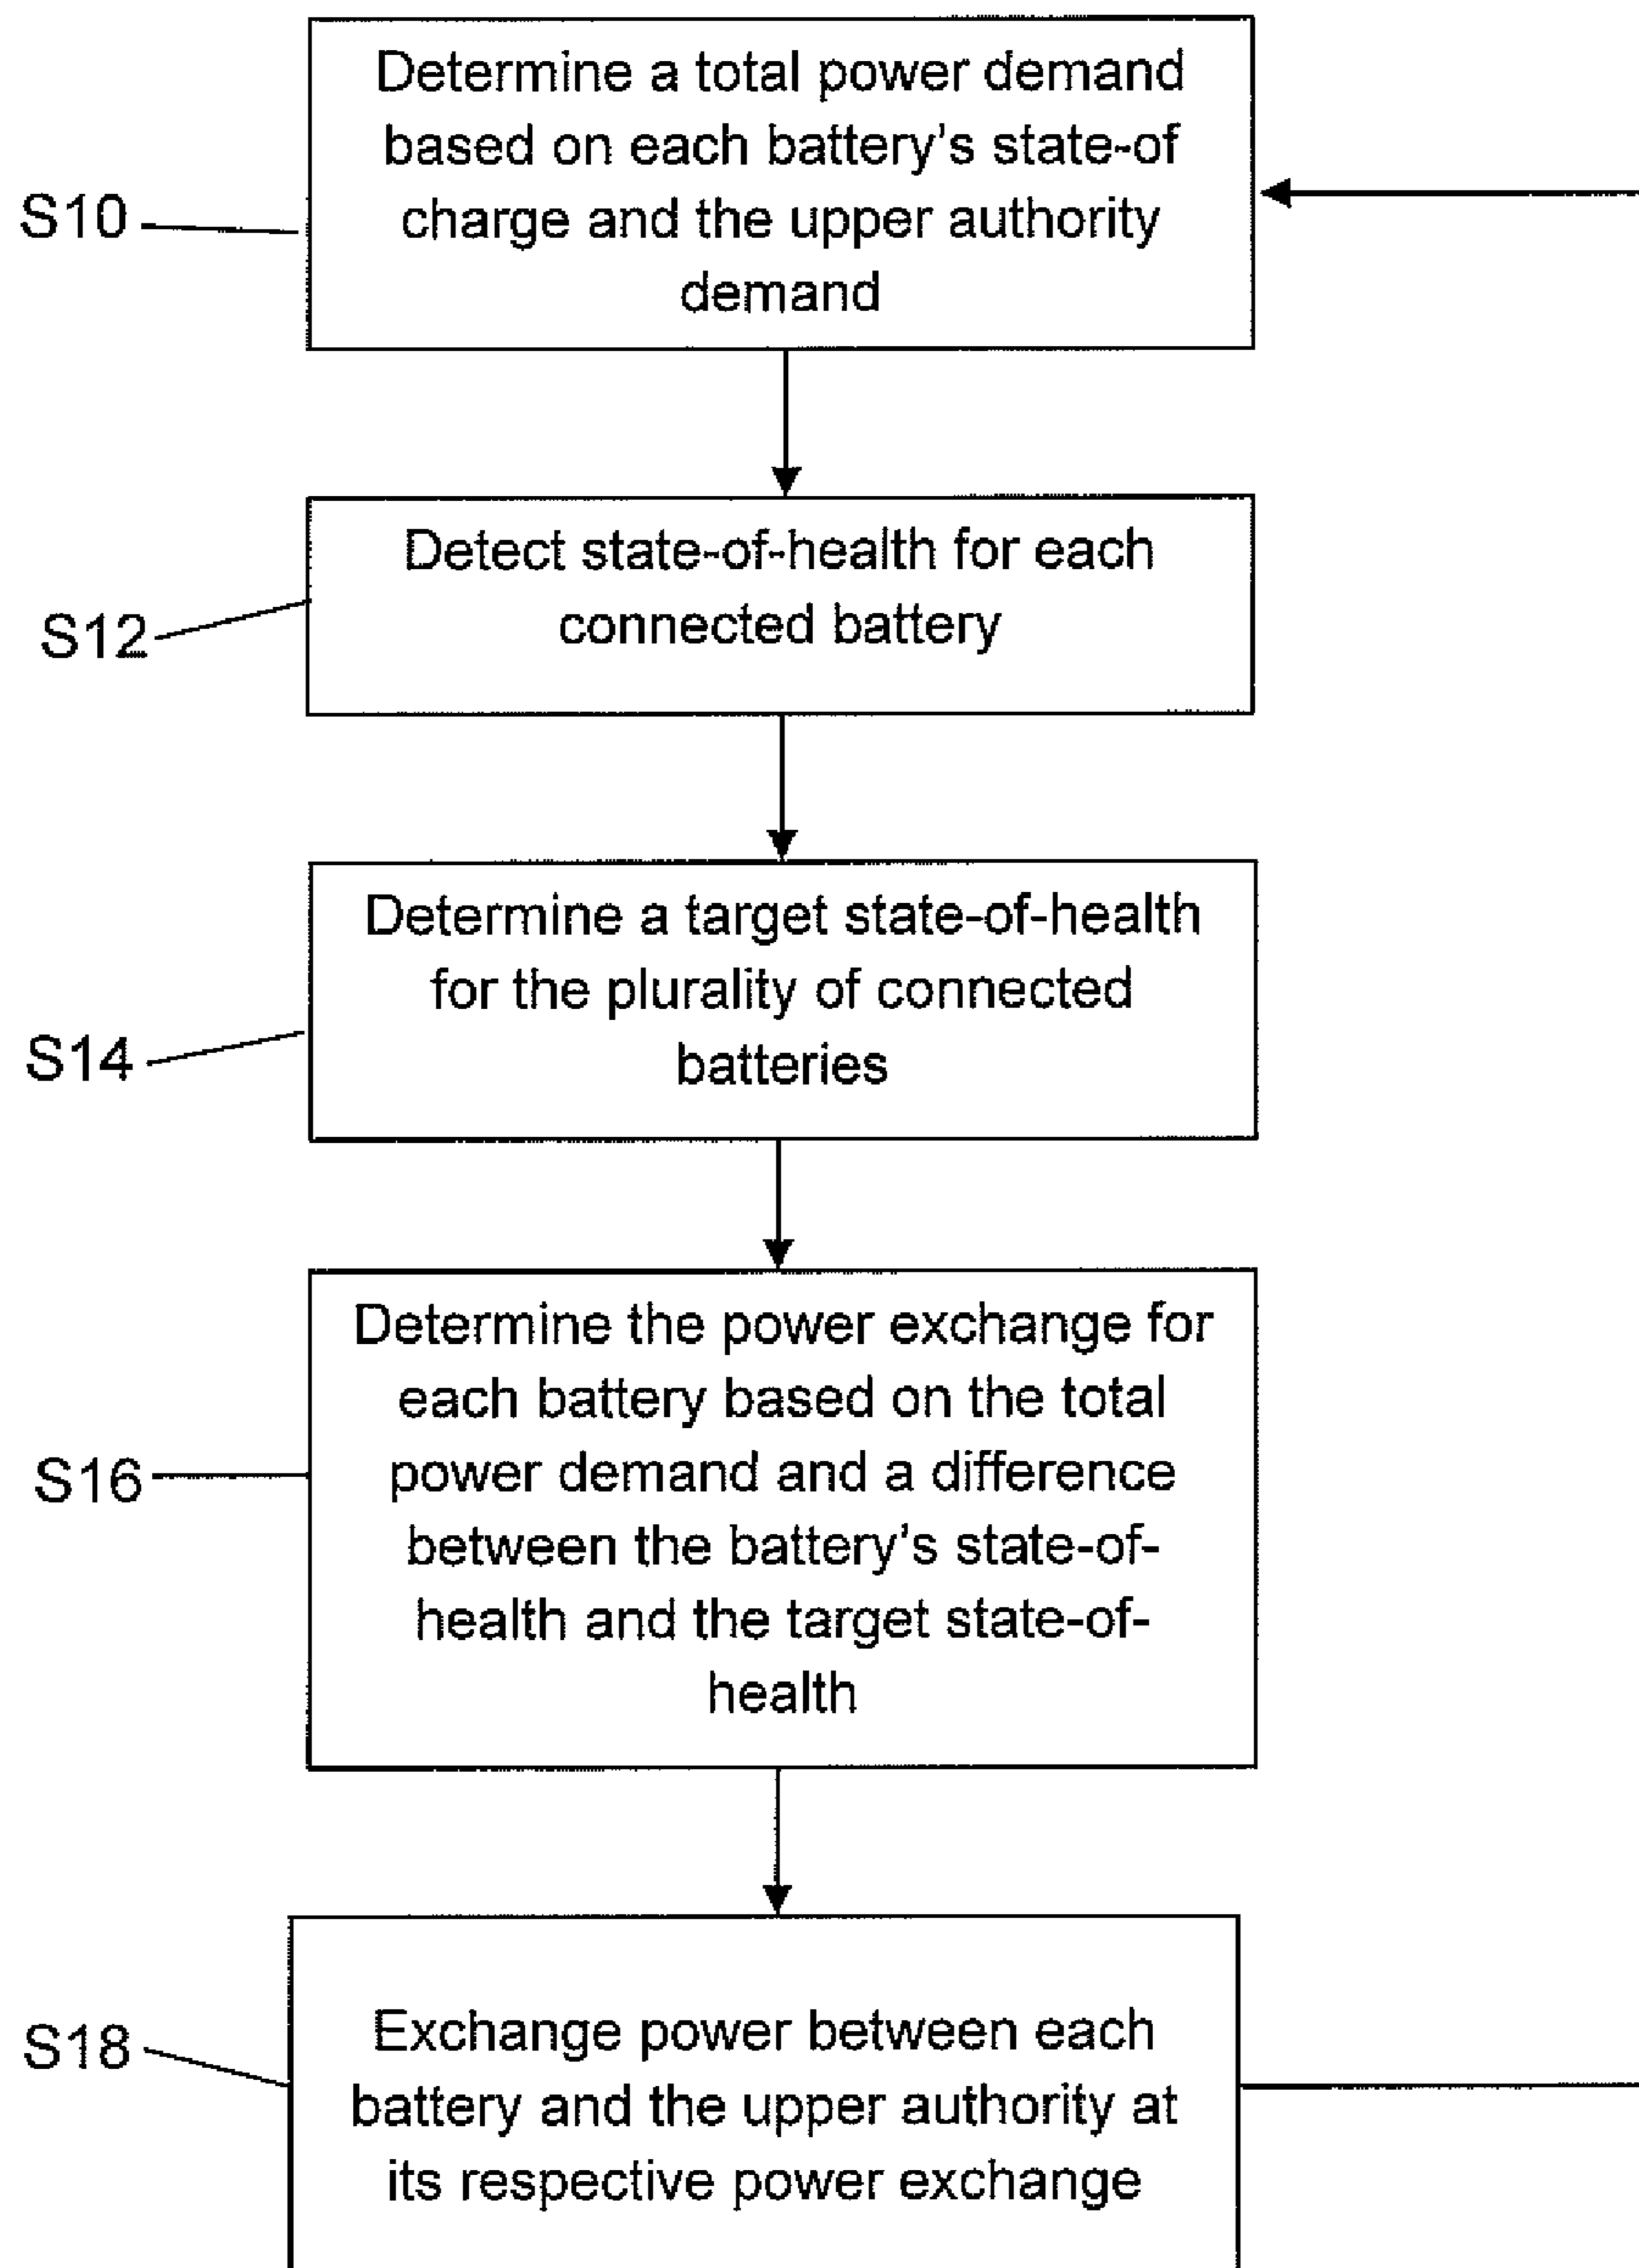 Determine a total power demand
based on each battery's state-of
charge and the upper authority
demand
S10
Detect state-of-health for each
connected battery
S12
Determine a target state-of-health
for the plurality of connected
batteries
S14
Determine the power exchange for
each battery based on the total
power demand and a difference
between the battery's state-of-
health and the target state-of-
health
S16
Exchange power between each
battery and the upper authority at
its respective power exchange
S18